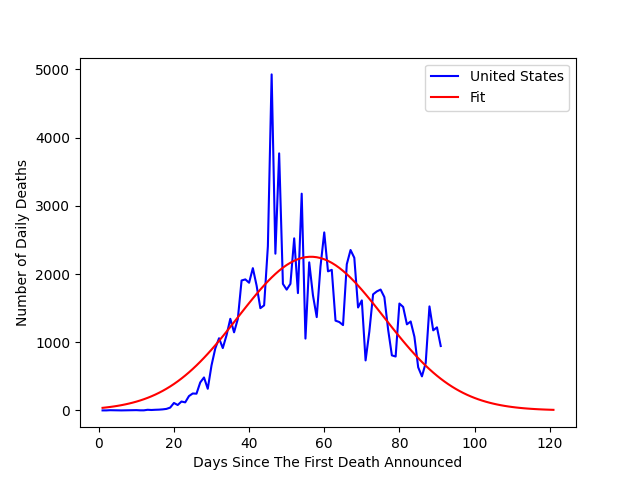 United States
Fit
Number of Daily Deaths
5000
4000
3000
2000
1000
0
0 20 40 60 80 100 120
Days Since The First Death Announced